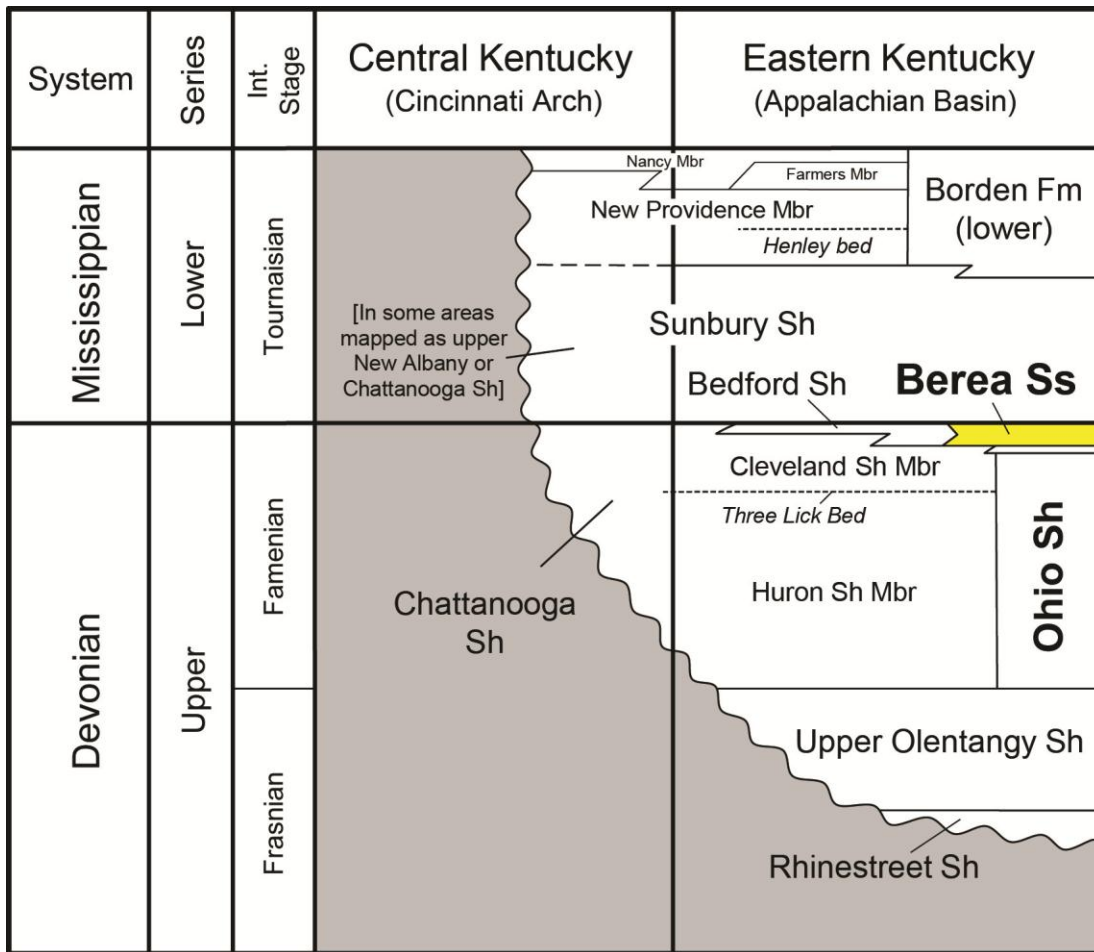 System
Series
Int.
Stage
Central Kentucky
(Cincinnati Arch)
Eastern Kentucky
(Appalachian Basin)
Mississippian
Lower
Tournaisian
Nancy Mbr
Farmers Mbr
New Providence Mbr
Henley bed
Borden Fm
(lower)
[In some areas
mapped as upper
New Albany or
Chattanooga Sh]
Sunbury Sh
Bedford Sh
Berea Ss
Devonian
Upper
Famenian
Frasnian
Cleveland Sh Mbr
Three Lick Bed
Chattanooga
Sh
Huron Sh Mbr
Ohio Sh
Upper Olentangy Sh
Rhinestreet Sh